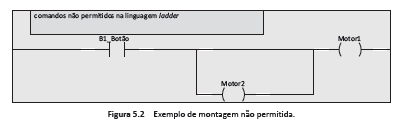 comandos não permitidos na linguagem ladder
B1_Botão
Motor1
Motor2
Figura 5.2 Exemplo de montagem não permitida.